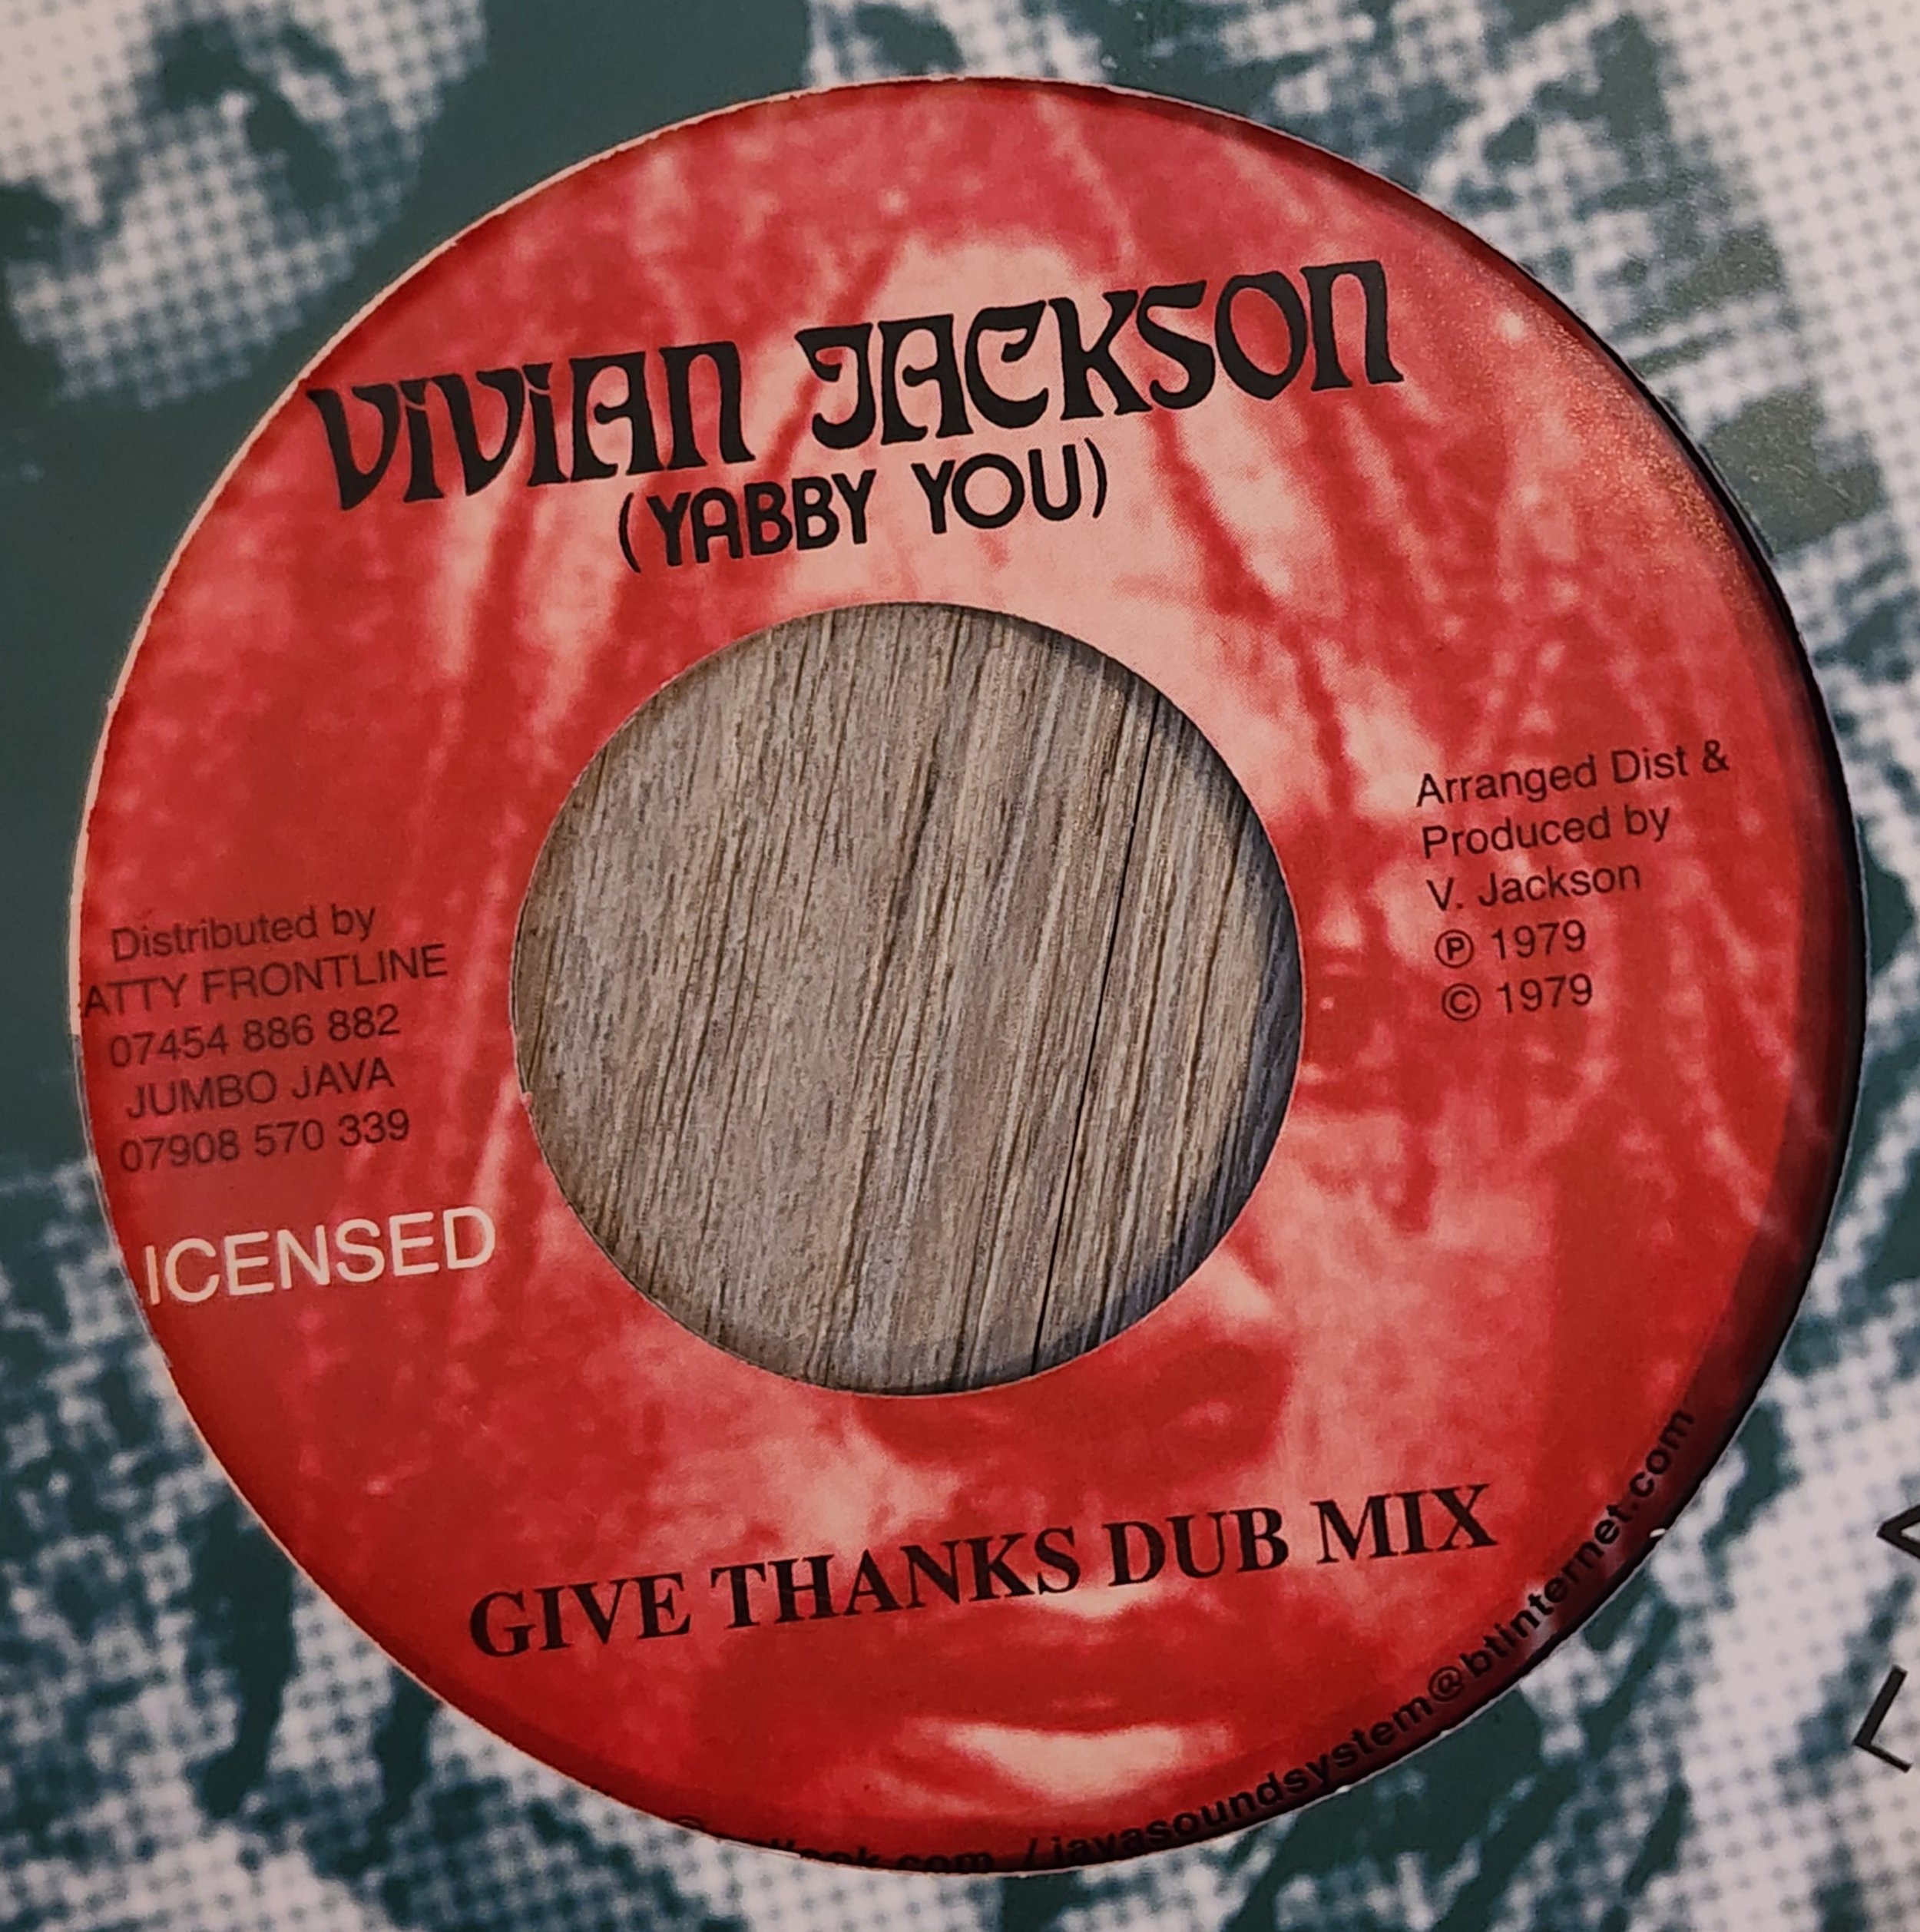 VIVIAN JACKSON
(YABBY YOU)
Arranged Dist &
Produced by
V. Jackson
℗ 1979
© 1979
Distributed by
ATTY FRONTLINE
07454 886 882
JUMBO JAVA
07908 570 339
ICENSED
GIVE THANKS DUB MIX
.com / javasoundsystem@btinternet.com